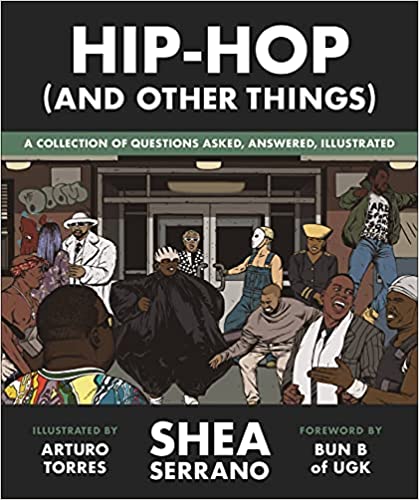 HIP-HOP
(AND OTHER THINGS)
A COLLECTION OF QUESTIONS ASKED, ANSWERED, ILLUSTRATED
DOOM
ILLUSTRATED BY
ARTURO
TORRES
SHEA
SERRANO
FOREWORD BY
BUN B
of UGK